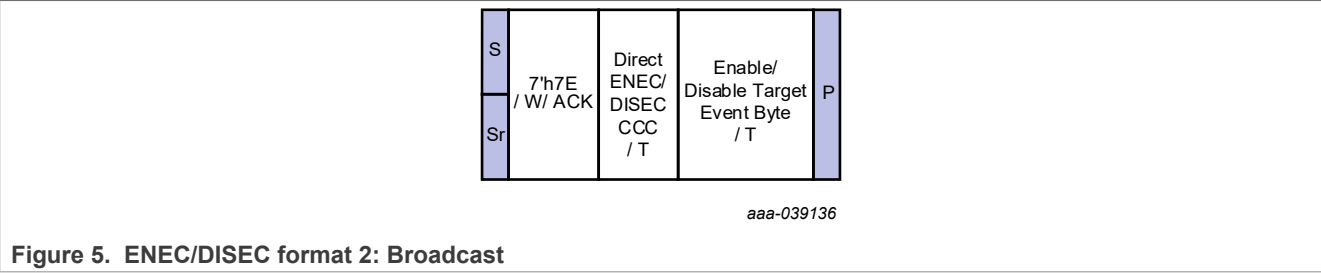 S
Sr
7'h7E
/ W/ ACK
Direct
ENEC/
DISEC
CCC
/ T
Enable/
Disable Target
Event Byte
/ T
P
aaa-039136
Figure 5. ENEC/DISEC format 2: Broadcast